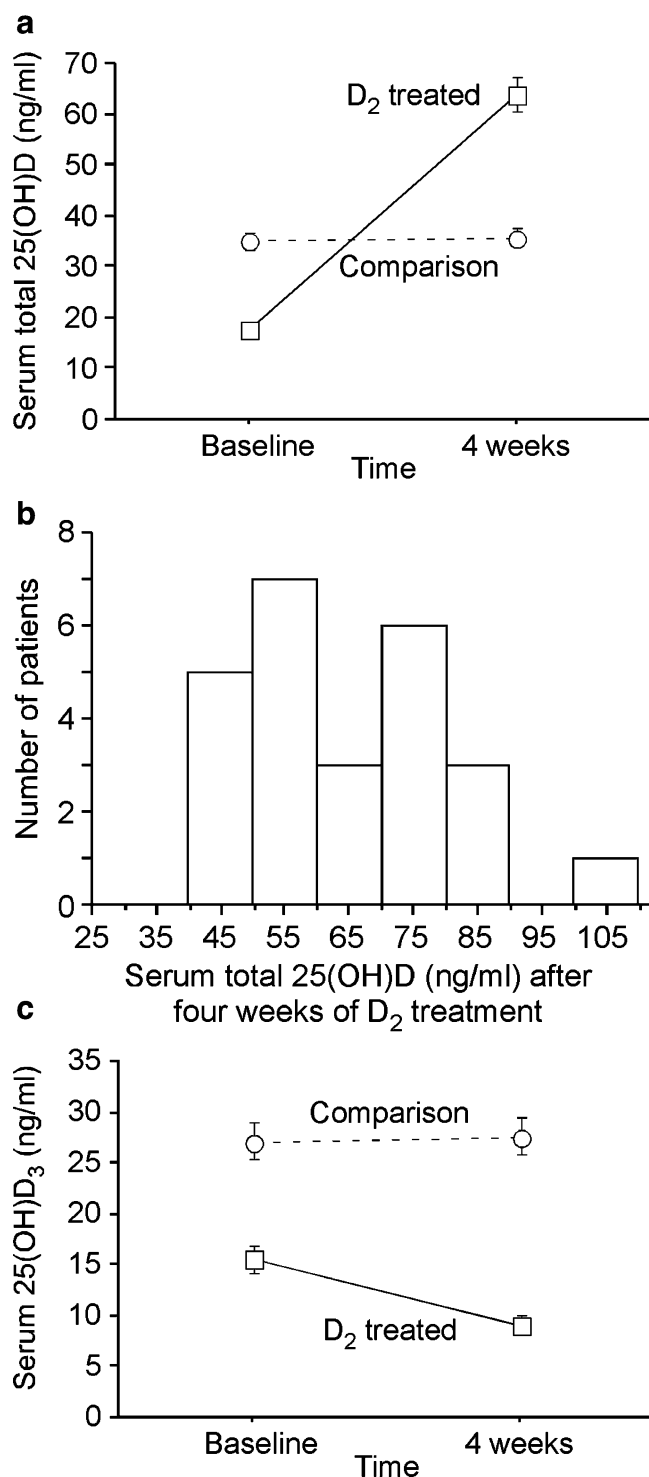 a
Serum total 25(OH)D (ng/ml)
70
60
50
40
30
20
10
0
D₂ treated
Comparison
Baseline
4 weeks
Time
b
Number of patients
8
6
4
2
0
25 35 45 55 65 75 85 95 105
Serum total 25(OH)D (ng/ml) after
four weeks of D₂ treatment
c
Serum 25(OH)D₃ (ng/ml)
35
30
25
20
15
10
5
0
Comparison
D₂ treated
Baseline
4 weeks
Time